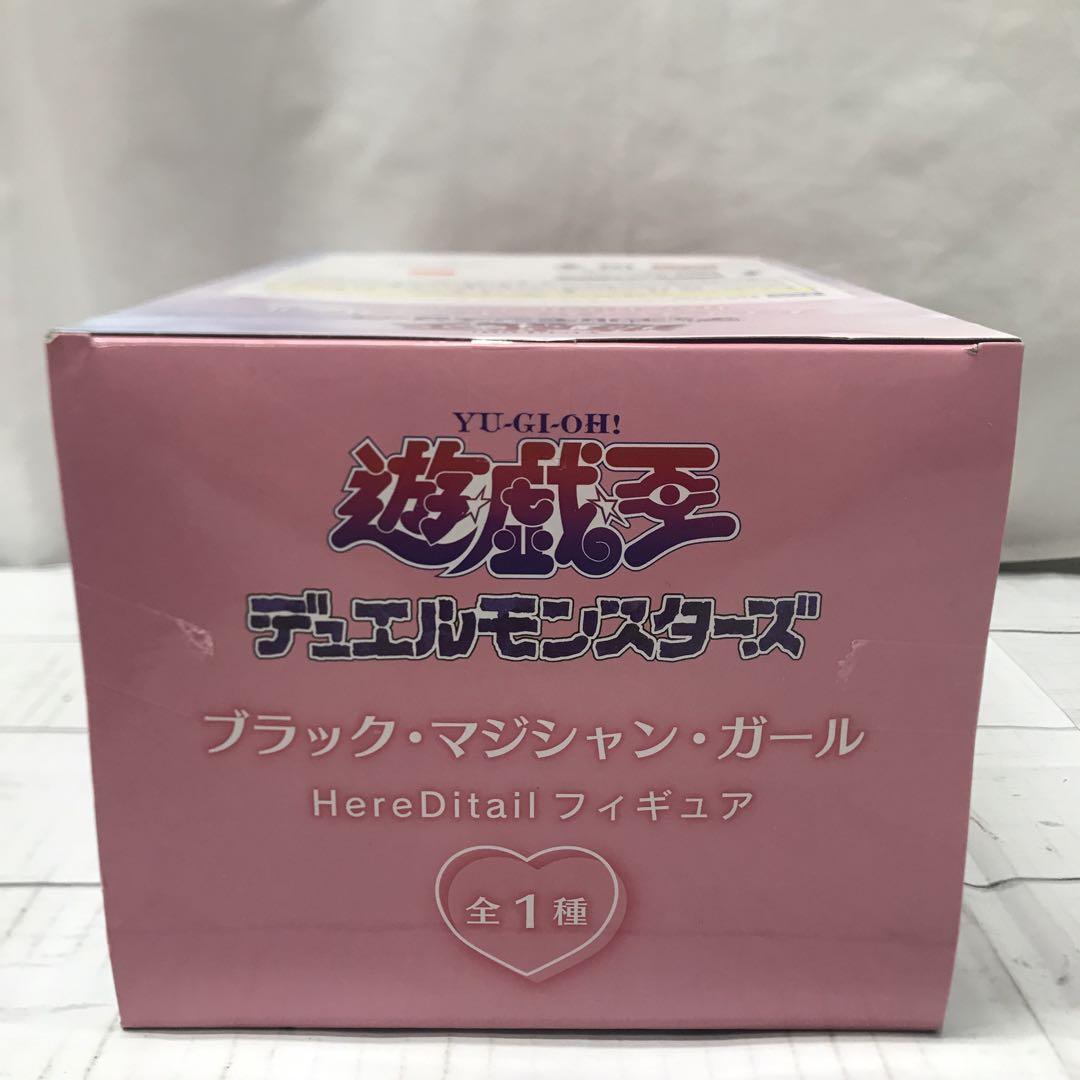 YU-GI-OH!
遊☆戯☆王
デュエルモンスターズ
ブラック・マジシャン・ガール
HereDitail フィギュア
全1種